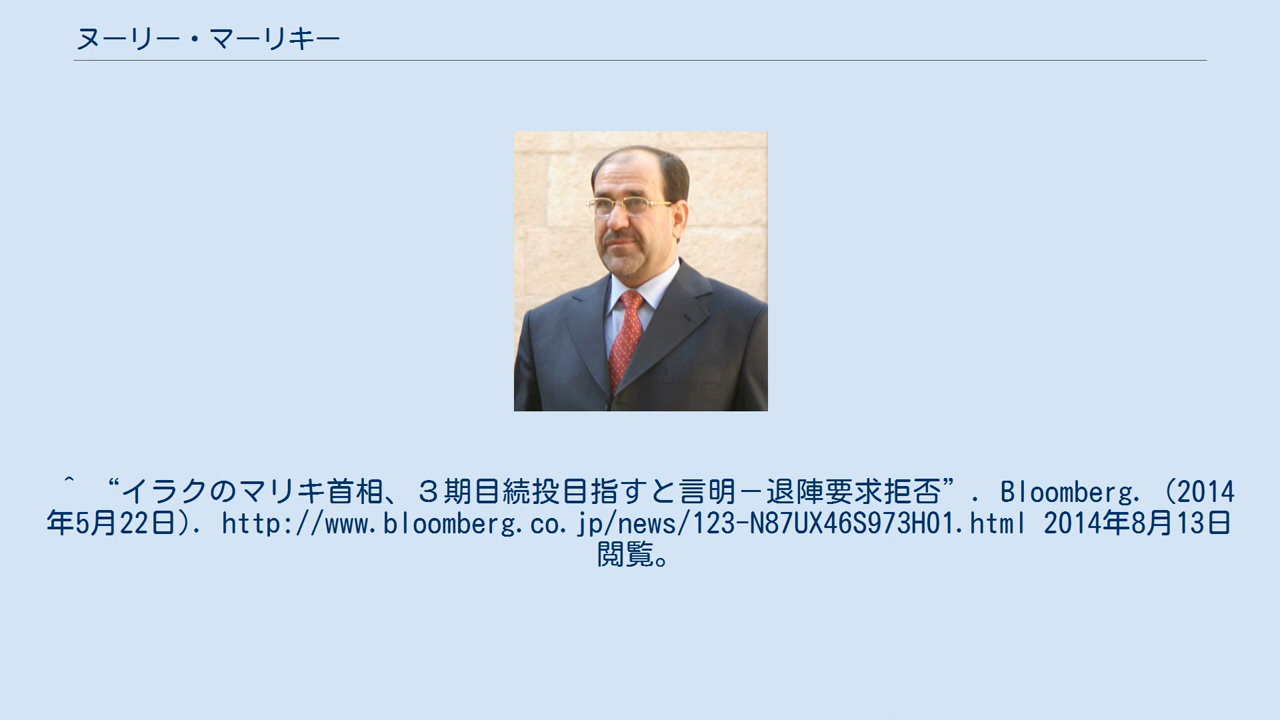 ヌーリー・マーリキー
^ “イラクのマリキ首相、３期目続投目指すと言明－退陣要求拒否”. Bloomberg. (2014
年5月22日). http://www.bloomberg.co.jp/news/123-N87UX46S973H01.html 2014年8月13日
閲覧。